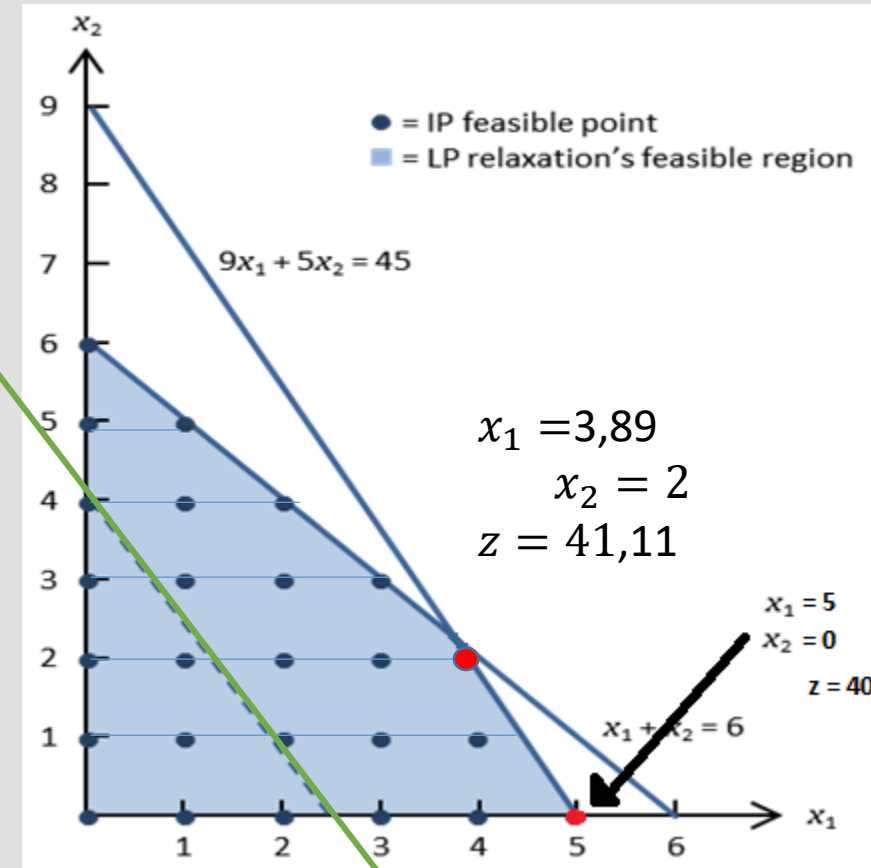 x₂
9
8
7
6
5
4
3
2
1
● = IP feasible point
■ = LP relaxation's feasible region
9x₁ + 5x₂ = 45
x₁ =3,89
x₂ = 2
z = 41,11
x₁ = 5
x₂ = 0
z = 40
x₁ + x₂ = 6
1 2 3 4 5 6
x₁